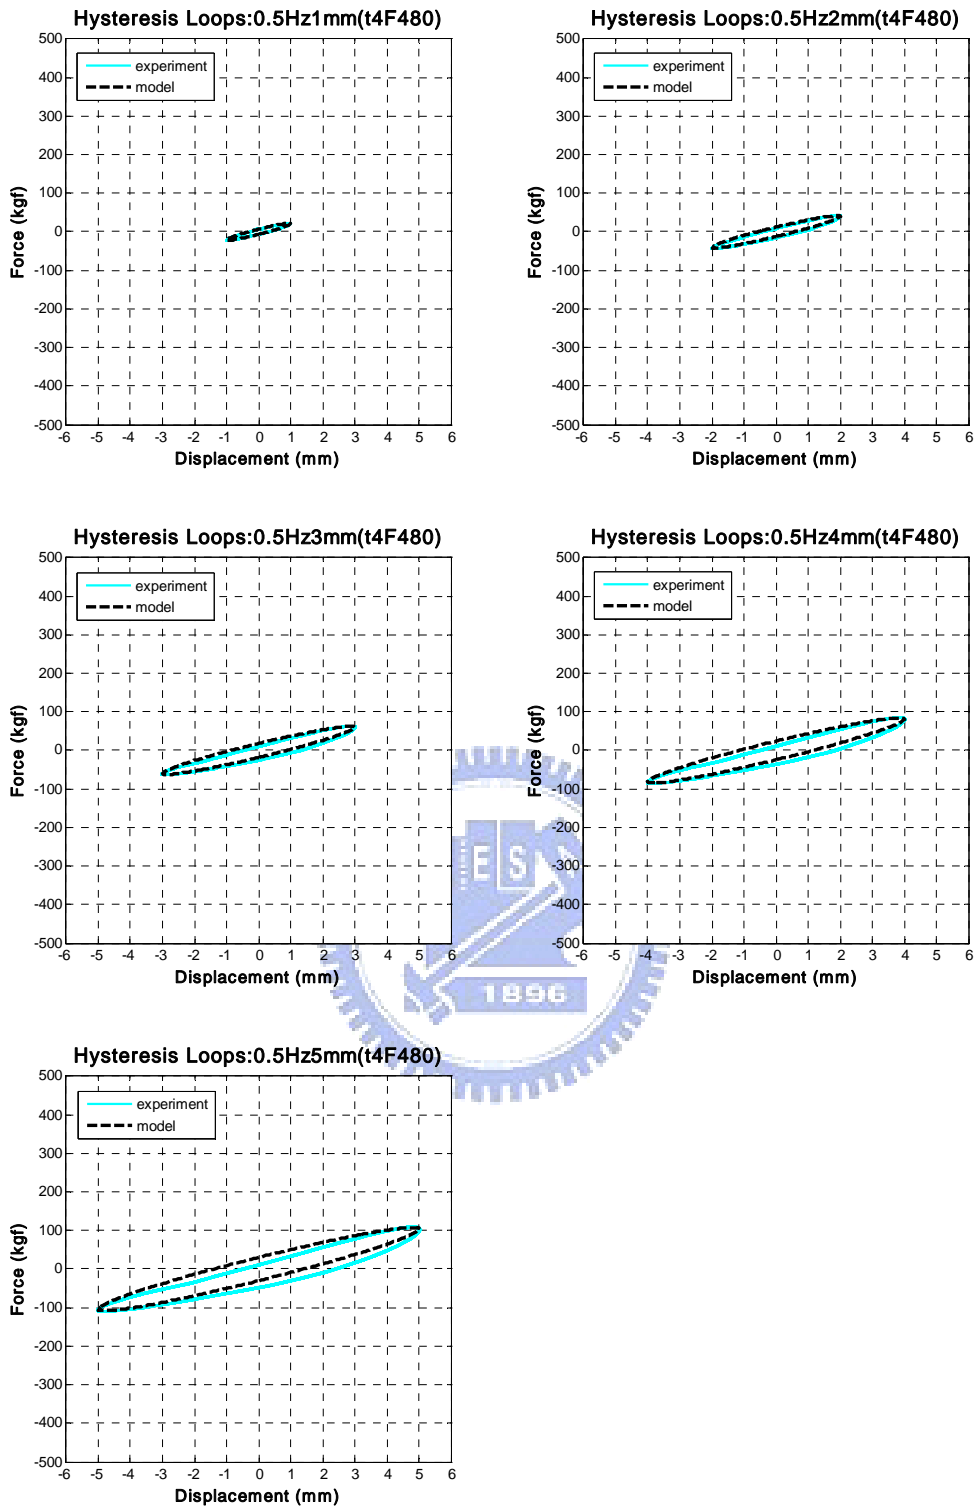 Hysteresis Loops:0.5Hz1mm(t4F480)
500
400
300
200
100
0
-100
-200
-300
-400
-500
Force (kgf)
experiment
model
-6 -5 -4 -3 -2 -1 0 1 2 3 4 5 6
Displacement (mm)
Hysteresis Loops:0.5Hz2mm(t4F480)
500
400
300
200
100
0
-100
-200
-300
-400
-500
Force (kgf)
experiment
model
-6 -5 -4 -3 -2 -1 0 1 2 3 4 5 6
Displacement (mm)
Hysteresis Loops:0.5Hz3mm(t4F480)
500
400
300
200
100
0
-100
-200
-300
-400
-500
Force (kgf)
experiment
model
-6 -5 -4 -3 -2 -1 0 1 2 3 4 5 6
Displacement (mm)
Hysteresis Loops:0.5Hz4mm(t4F480)
500
400
300
200
100
0
-100
-200
-300
-400
-500
Force (kgf)
experiment
model
-6 -5 -4 -3 -2 -1 0 1 2 3 4 5 6
Displacement (mm)
ES
1896
Hysteresis Loops:0.5Hz5mm(t4F480)
500
400
300
200
100
0
-100
-200
-300
-400
-500
Force (kgf)
experiment
model
-6 -5 -4 -3 -2 -1 0 1 2 3 4 5 6
Displacement (mm)